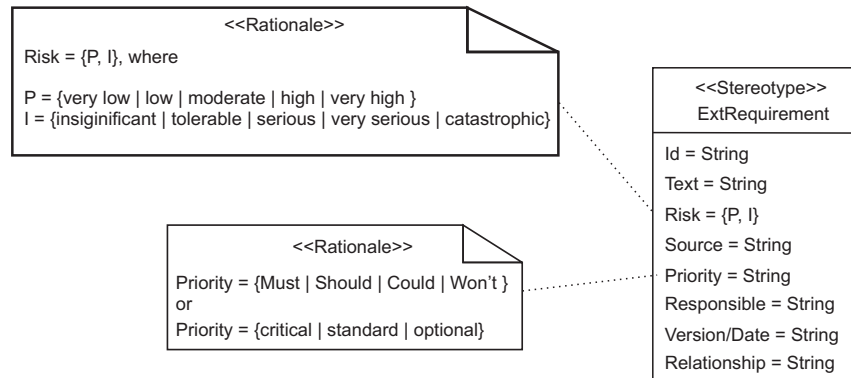 <<Rationale>>
Risk = {P, I}, where
P = {very low | low | moderate | high | very high }
I = {insiginificant | tolerable | serious | very serious | catastrophic}
<<Rationale>>
Priority = {Must | Should | Could | Won't }
or
Priority = {critical | standard | optional}
<<Stereotype>>
ExtRequirement
Id = String
Text = String
Risk = {P, I}
Source = String
Priority = String
Responsible = String
Version/Date = String
Relationship = String